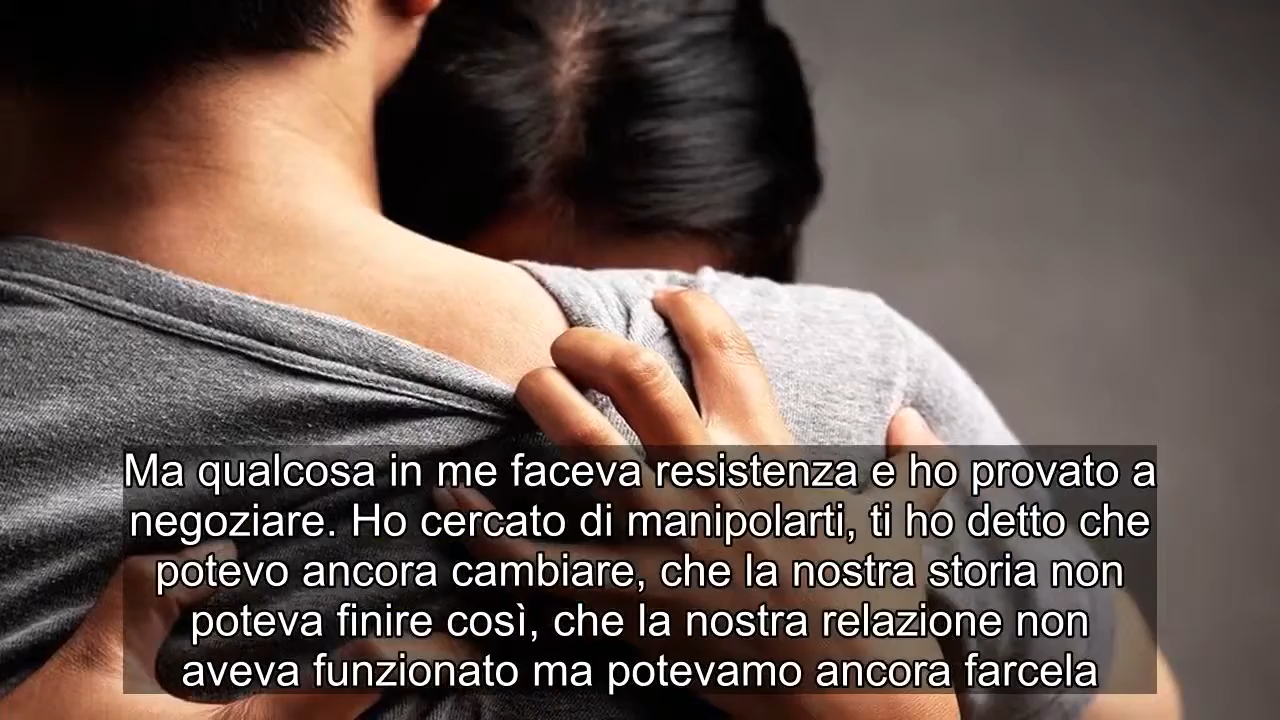 Ma qualcosa in me faceva resistenza e ho provato a
negoziare. Ho cercato di manipolarti, ti ho detto che
potevo ancora cambiare, che la nostra storia non
poteva finire così, che la nostra relazione non
aveva funzionato ma potevamo ancora farcela